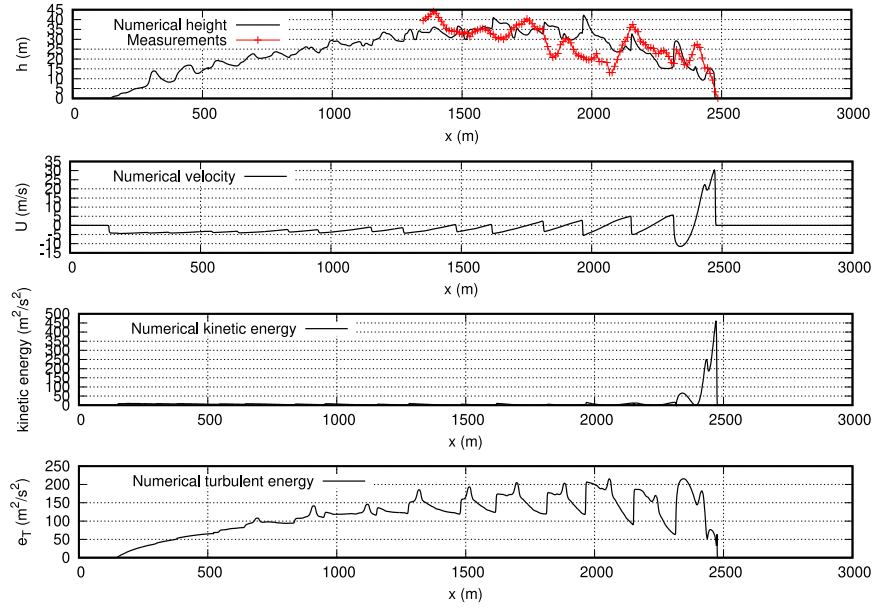 45
40
35
30
25
20
15
10
5
0
h (m)
Numerical height
Measurements
0 500 1000 1500 2000 2500 3000
x (m)
35
30
25
20
15
10
5
0
-5
-10
-15
U (m/s)
Numerical velocity
0 500 1000 1500 2000 2500 3000
x (m)
500
450
400
350
300
250
200
150
100
50
0
kinetic energy (m²/s²)
Numerical kinetic energy
0 500 1000 1500 2000 2500 3000
x (m)
250
200
150
100
50
0
e_T (m²/s²)
Numerical turbulent energy
0 500 1000 1500 2000 2500 3000
x (m)